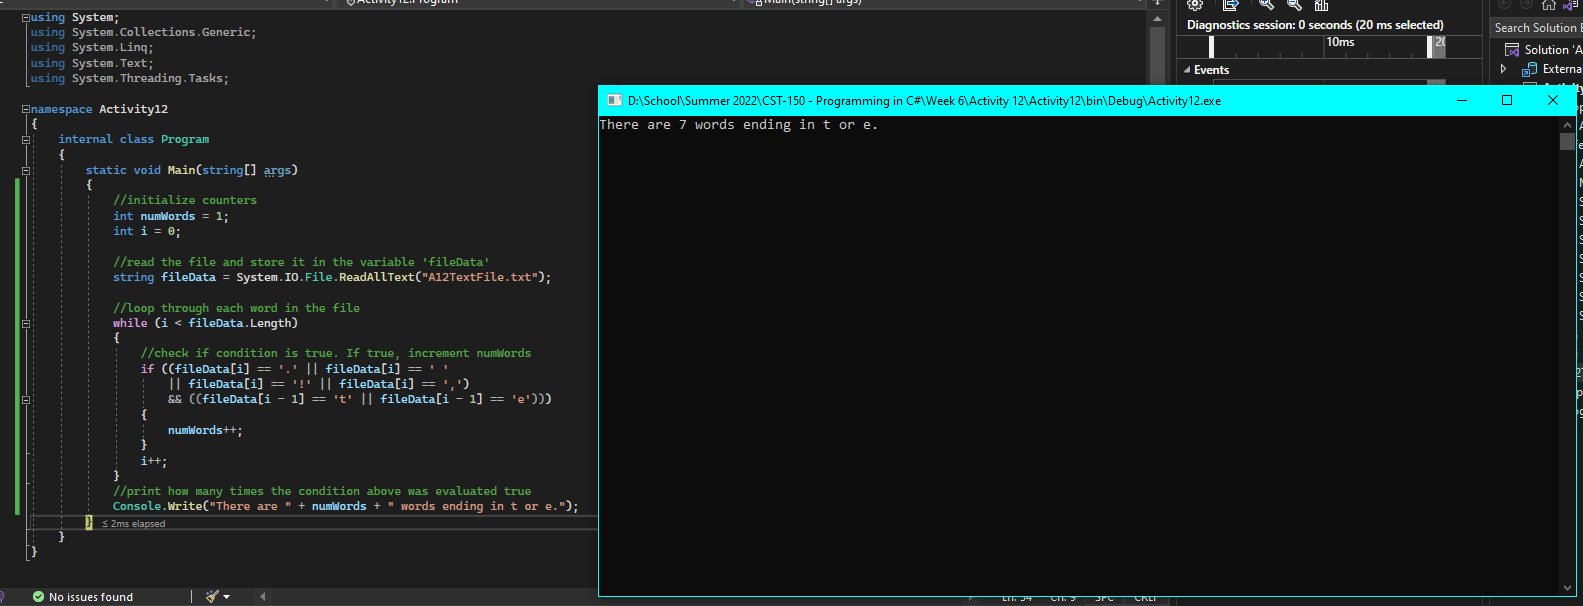 Activity12.Program
Main(string[] args)
using System;
using System.Collections.Generic;
using System.Linq;
using System.Text;
using System.Threading.Tasks;
namespace Activity12
{
internal class Program
{
static void Main(string[] args)
{
//initialize counters
int numWords = 1;
int i = 0;
//read the file and store it in the variable 'fileData'
string fileData = System.IO.File.ReadAllText("A12TextFile.txt");
//loop through each word in the file
while (i < fileData.Length)
{
//check if condition is true. If true, increment numWords
if ((fileData[i] == '.' || fileData[i] == ' '
|| fileData[i] == '!' || fileData[i] == ',')
&& ((fileData[i - 1] == 't' || fileData[i - 1] == 'e')))
{
numWords++;
}
i++;
}
//print how many times the condition above was evaluated true
Console.Write("There are " + numWords + " words ending in t or e.");
} ≤ 2ms elapsed
}
}
No issues found
Diagnostics session: 0 seconds (20 ms selected)
10ms
20
Events
Search Solution E
Solution 'A
Externa
D:\School\Summer 2022\CST-150 - Programming in C#\Week 6\Activity 12\Activity12\bin\Debug\Activity12.exe
There are 7 words ending in t or e.